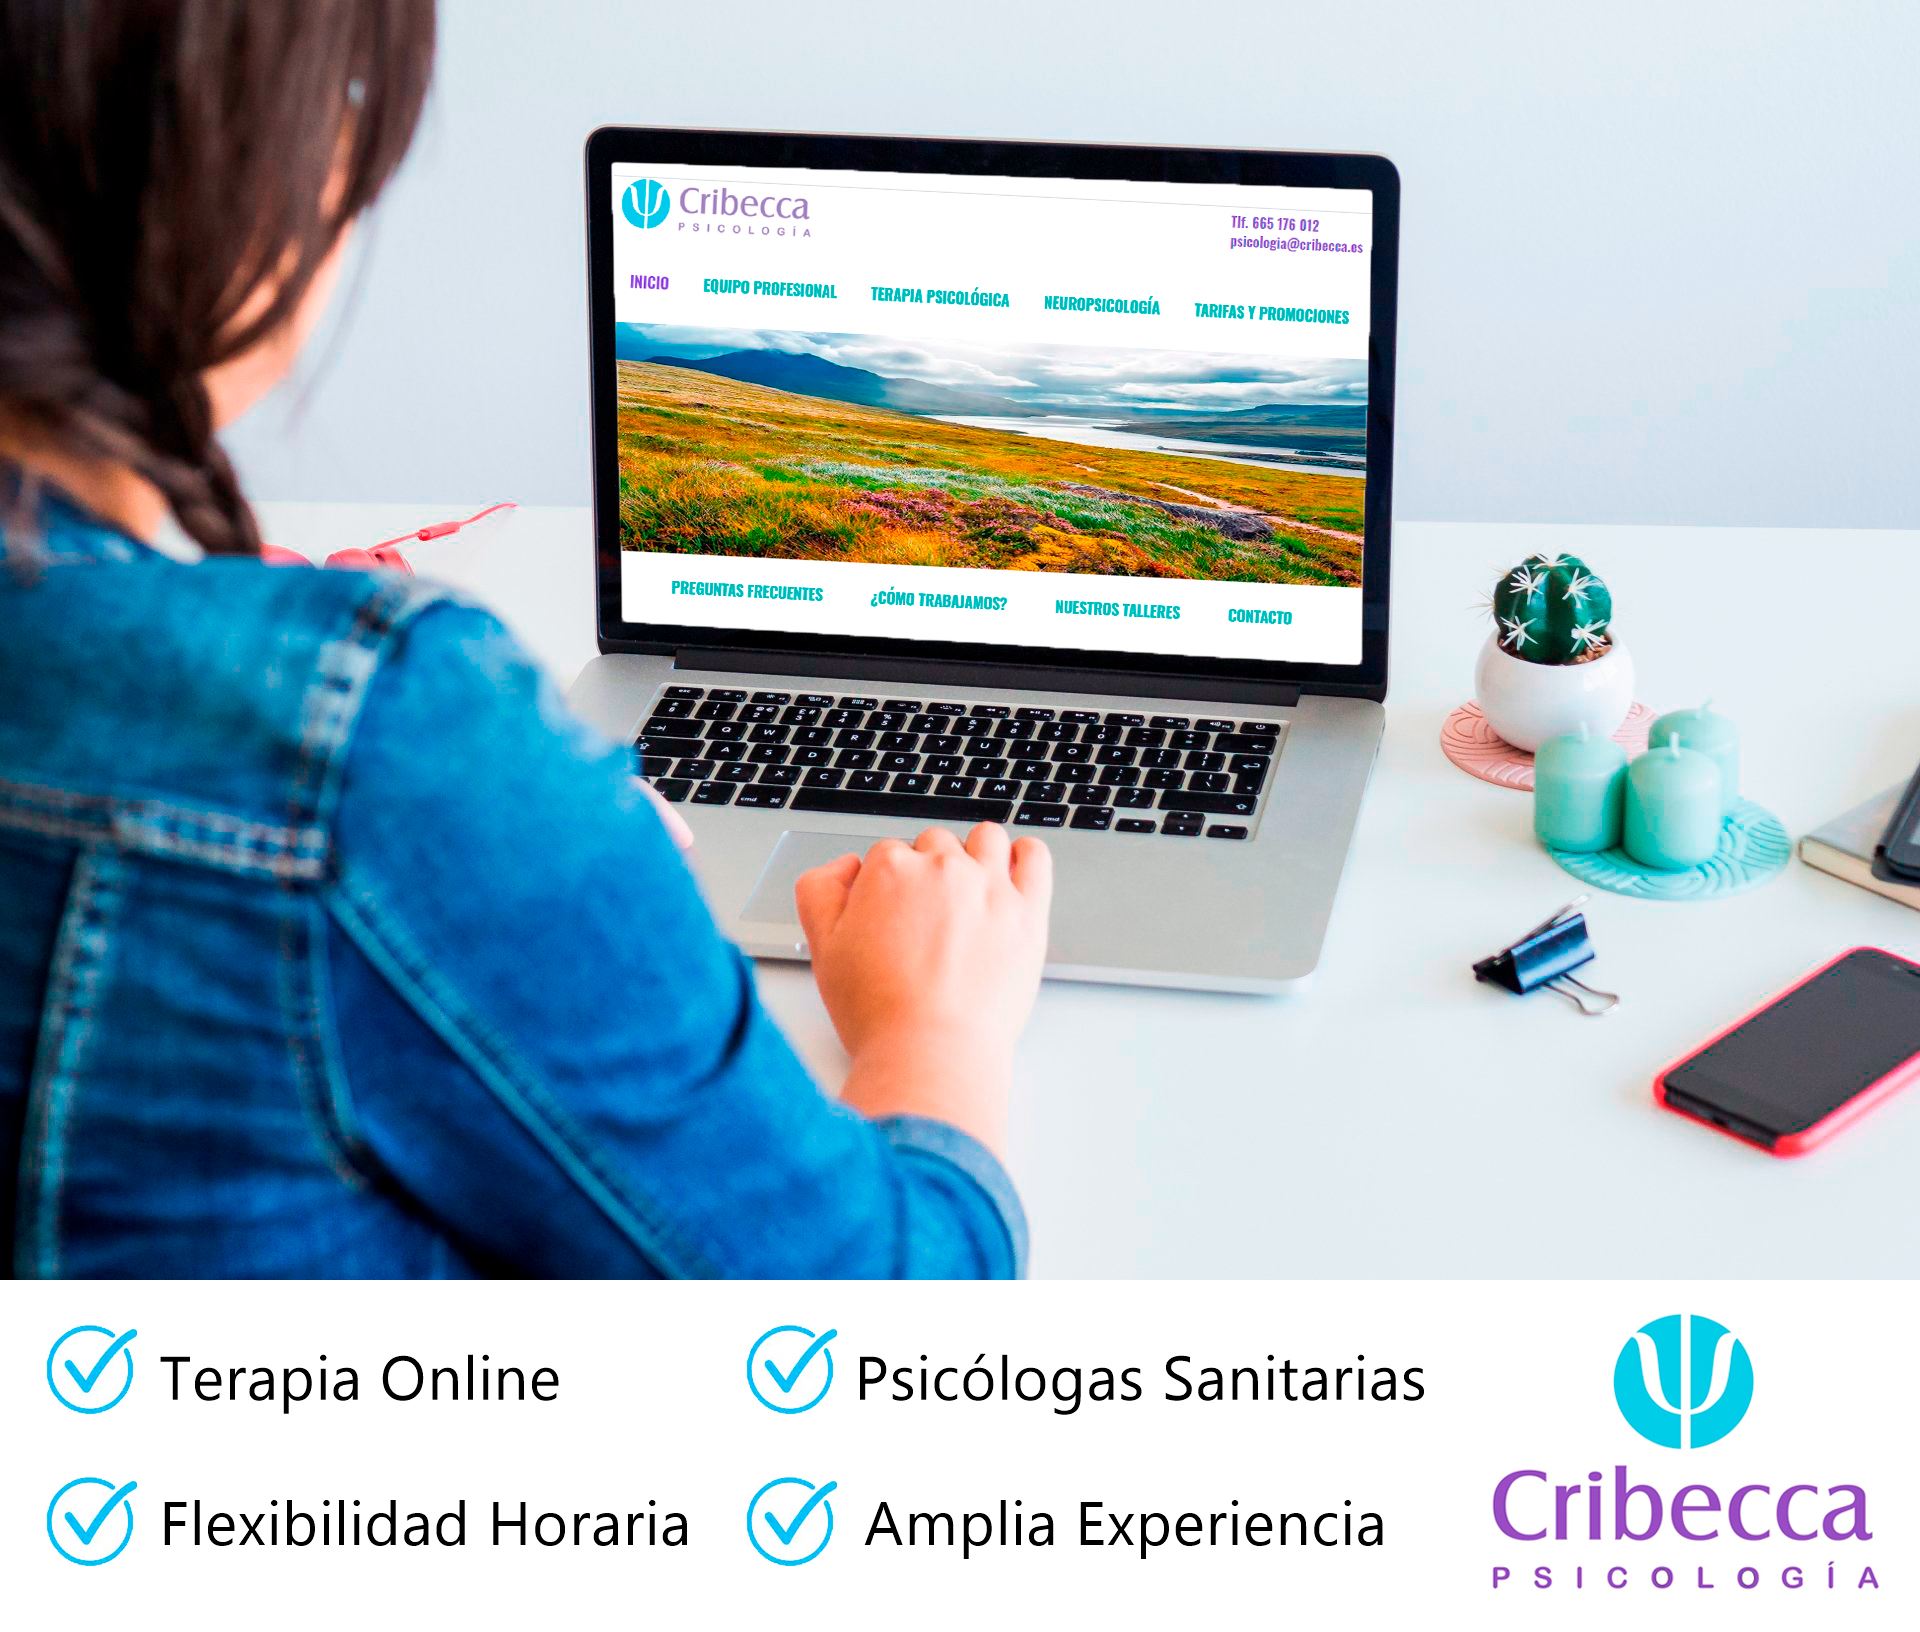 Cribecca
PSICOLOGÍA
Tlf. 665 176 012
psicologia@cribecca.es
INICIO
EQUIPO PROFESIONAL
TERAPIA PSICOLÓGICA
NEUROPSICOLOGÍA
TARIFAS Y PROMOCIONES
PREGUNTAS FRECUENTES
¿CÓMO TRABAJAMOS?
NUESTROS TALLERES
CONTACTO
Terapia Online
Psicólogas Sanitarias
Flexibilidad Horaria
Amplia Experiencia
Cribecca
PSICOLOGÍA